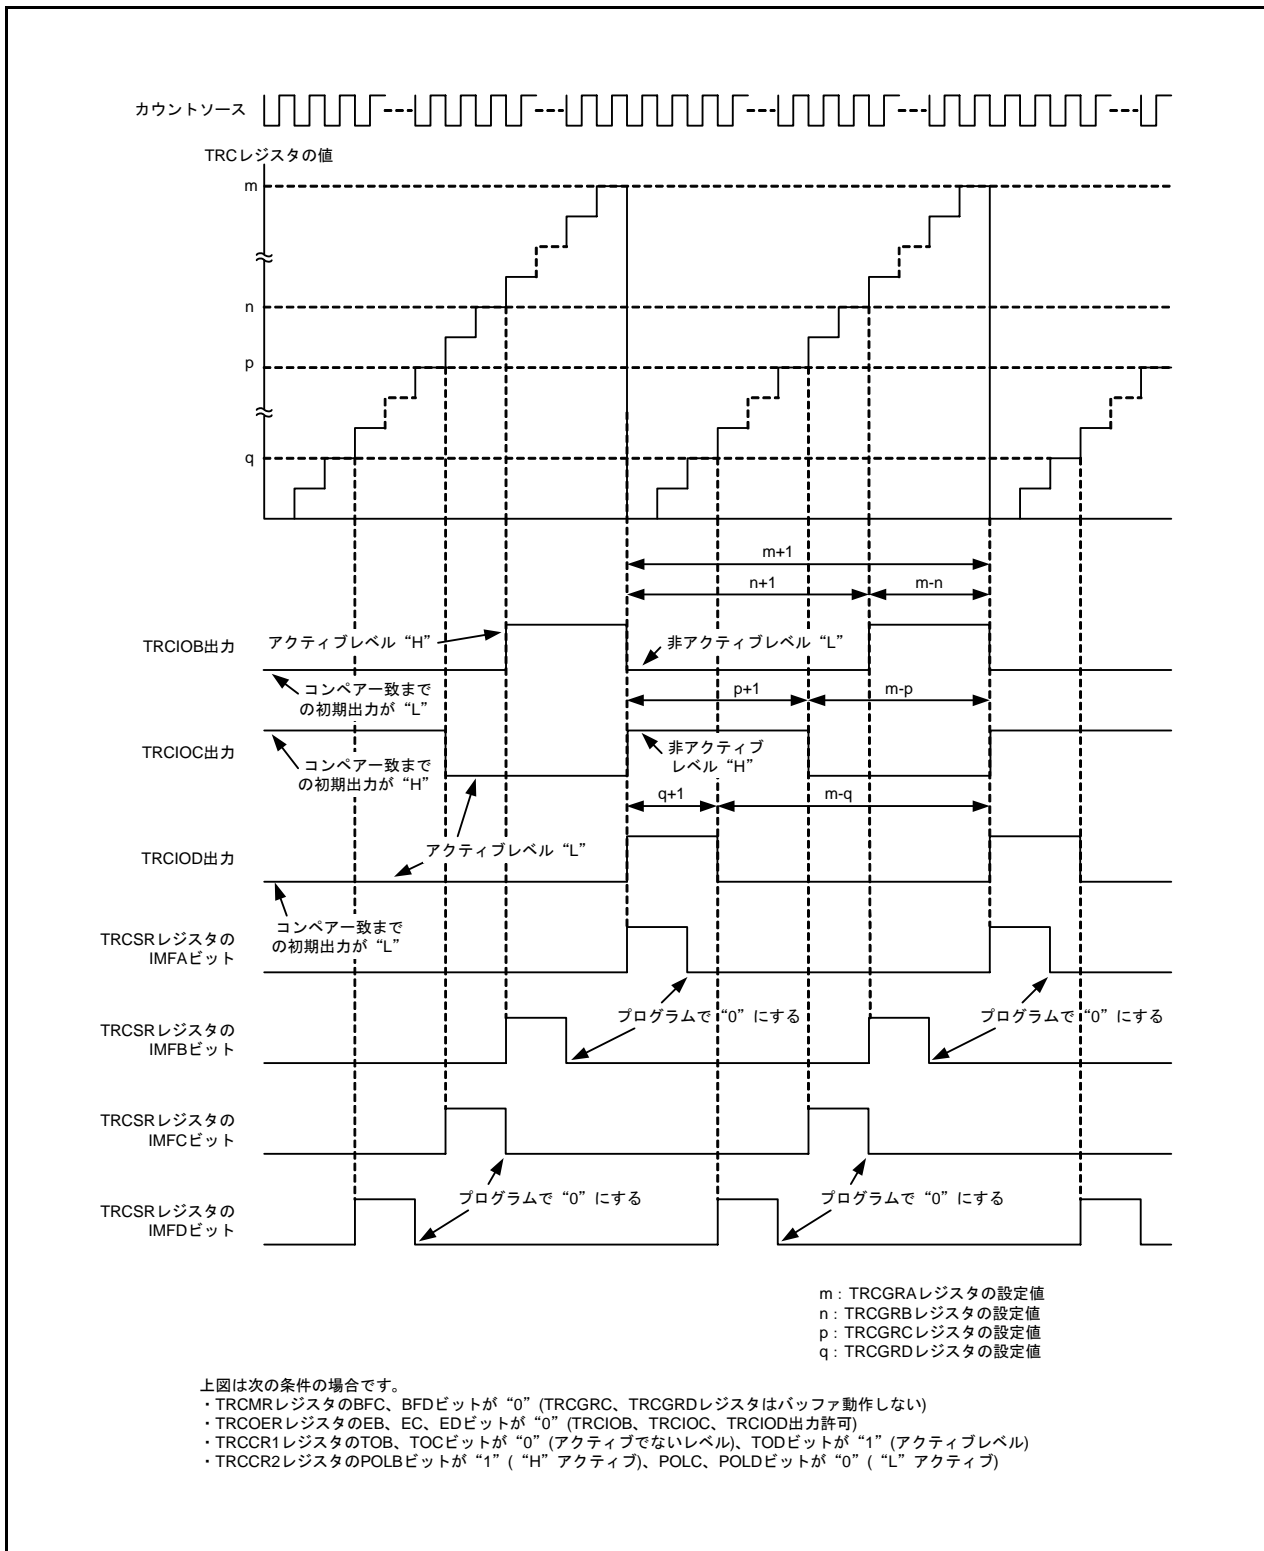 カウントソース
TRCレジスタの値
m
n
p
q
m+1
n+1
m-n
アクティブレベル“H”
非アクティブレベル“L”
TRCIOB出力
コンペア一致まで
の初期出力が“L”
p+1
m-p
TRCIOC出力
コンペア一致まで
の初期出力が“H”
非アクティブ
レベル“H”
q+1
m-q
TRCIOD出力
アクティブレベル“L”
コンペア一致まで
の初期出力が“L”
TRCSRレジスタの
IMFAビット
プログラムで“0”にする
プログラムで“0”にする
TRCSRレジスタの
IMFBビット
TRCSRレジスタの
IMFCビット
プログラムで“0”にする
プログラムで“0”にする
TRCSRレジスタの
IMFDビット
m：TRCGRAレジスタの設定値
n：TRCGRBレジスタの設定値
p：TRCGRCレジスタの設定値
q：TRCGRDレジスタの設定値
上図は次の条件の場合です。
・TRCMRレジスタのBFC、BFDビットが“0”(TRCGRC、TRCGRDレジスタはバッファ動作しない)
・TRCOERレジスタのEB、EC、EDビットが“0”(TRCIOB、TRCIOC、TRCIOD出力許可)
・TRCCR1レジスタのTOB、TOCビットが“0”(アクティブでないレベル)、TODビットが“1”(アクティブレベル)
・TRCCR2レジスタのPOLBビットが“1”(“H”アクティブ)、POLC、POLDビットが“0”(“L”アクティブ)